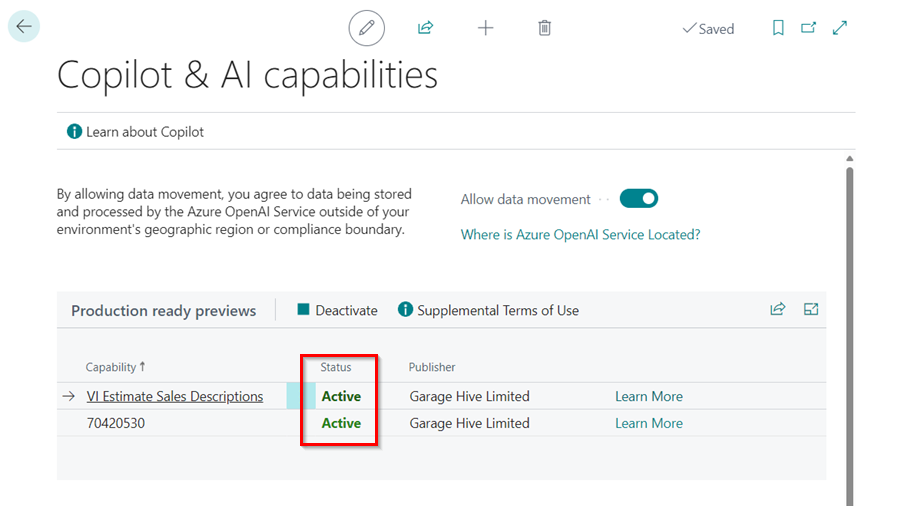 Saved
Copilot & AI capabilities
Learn about Copilot
By allowing data movement, you agree to data being stored
and processed by the Azure OpenAI Service outside of your
environment's geographic region or compliance boundary.
Allow data movement
Where is Azure OpenAI Service Located?
Production ready previews
Deactivate
Supplemental Terms of Use
Capability ↑ Status Publisher
VI Estimate Sales Descriptions Active Garage Hive Limited Learn More
70420530 Active Garage Hive Limited Learn More